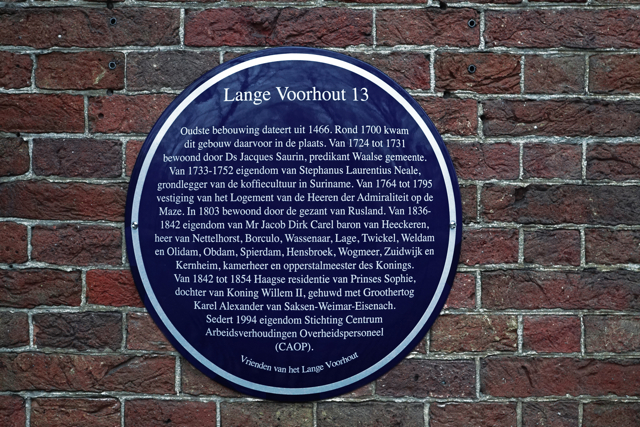 Lange Voorhout 13
Oudste bebouwing dateert uit 1466. Rond 1700 kwam
dit gebouw daarvoor in de plaats. Van 1724 tot 1731
bewoond door Ds Jacques Saurin, predikant Waalse gemeente.
Van 1733-1752 eigendom van Stephanus Laurentius Neale,
grondlegger van de koffiecultuur in Suriname. Van 1764 tot 1795
vestiging van het Logement van de Heeren der Admiraliteit op de
Maze. In 1803 bewoond door de gezant van Rusland. Van 1836-
1842 eigendom van Mr Jacob Dirk Carel baron van Heeckeren,
heer van Nettelhorst, Borculo, Wassenaar, Lage, Twickel, Weldam
en Olidam, Obdam, Spierdam, Hensbroek, Wogmeer, Zuidwijk en
Kernheim, kamerheer en opperstalmeester des Konings.
Van 1842 tot 1854 Haagse residentie van Prinses Sophie,
dochter van Koning Willem II, gehuwd met Groothertog
Karel Alexander van Saksen-Weimar-Eisenach.
Sedert 1994 eigendom Stichting Centrum
Arbeidsverhoudingen Overheidspersoneel
(CAOP).
Vrienden van het Lange Voorhout